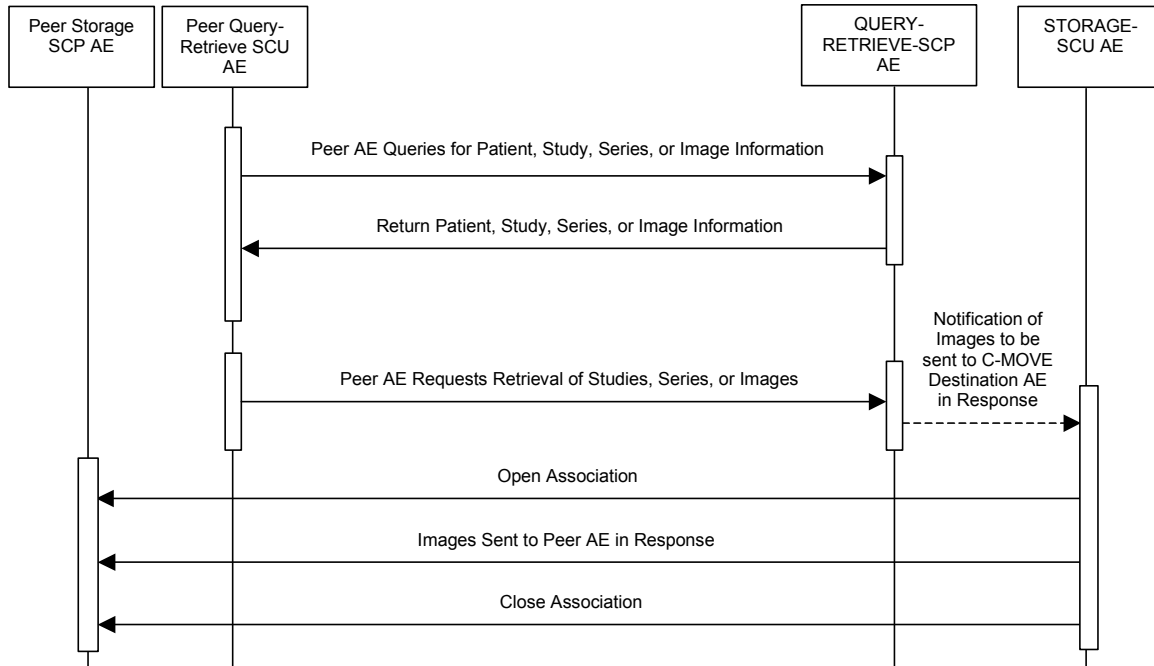 Peer Storage
SCP AE
Peer Query-
Retrieve SCU
AE
QUERY-
RETRIEVE-SCP
AE
STORAGE-
SCU AE
Peer AE Queries for Patient, Study, Series, or Image Information
Return Patient, Study, Series, or Image Information
Notification of
Images to be
sent to C-MOVE
Destination AE
in Response
Peer AE Requests Retrieval of Studies, Series, or Images
Open Association
Images Sent to Peer AE in Response
Close Association